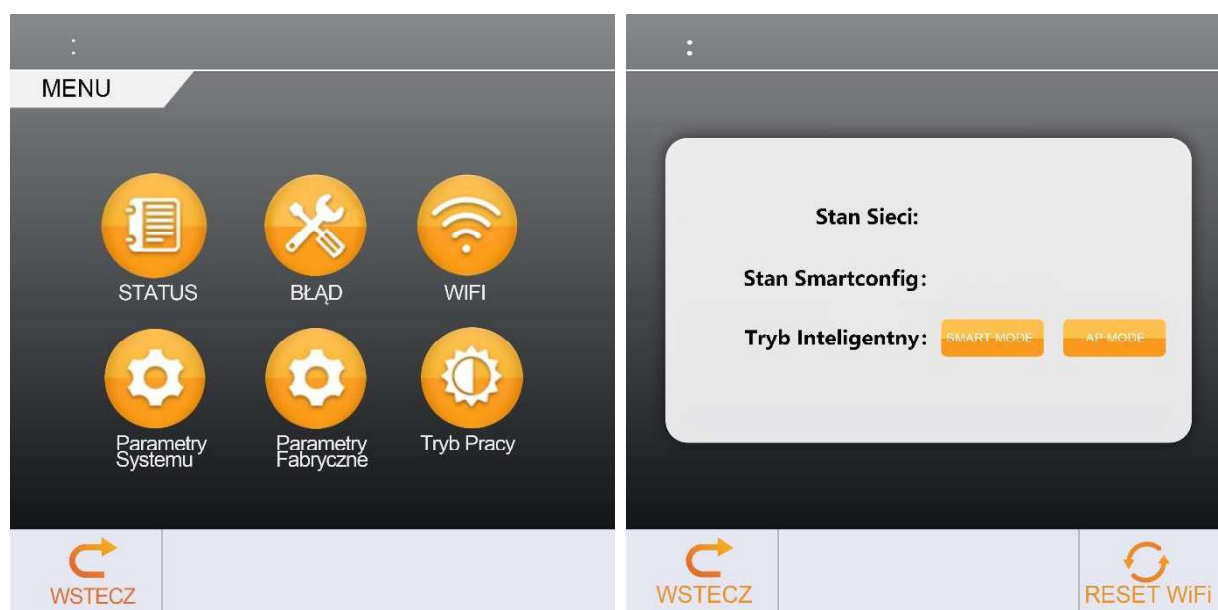 :
MENU
STATUS
BŁĄD
WIFI
Parametry
Systemu
Parametry
Fabryczne
Tryb Pracy
WSTECZ
:
Stan Sieci:
Stan Smartconfig:
Tryb Inteligentny: SMART MODE AP MODE
WSTECZ
RESET WiFi